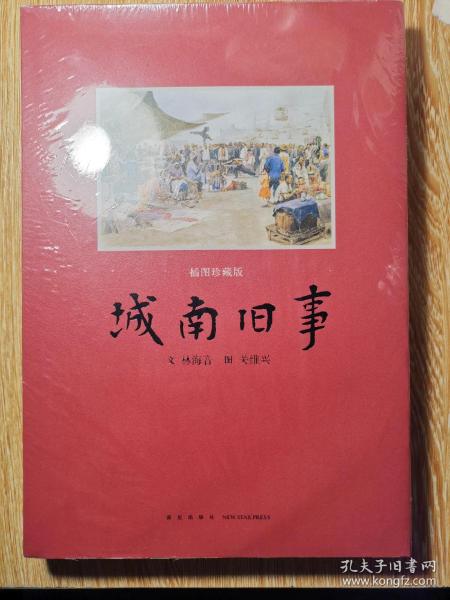 插图珍藏版
城南旧事
文 林海音 图 关维兴
新星出版社 NEW STAR PRESS
孔夫子旧书网
www.kongfz.com